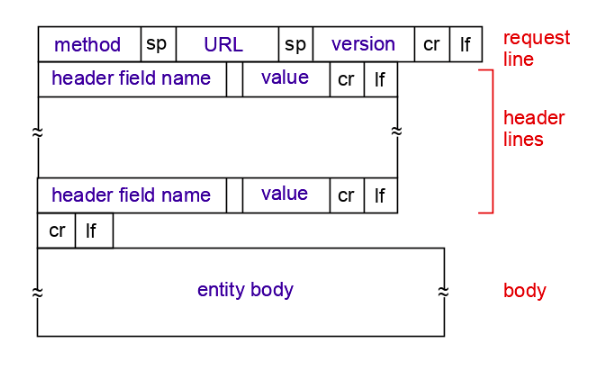 method sp URL sp version cr lf request line
header field name value cr lf
header lines
header field name value cr lf
cr lf
entity body body